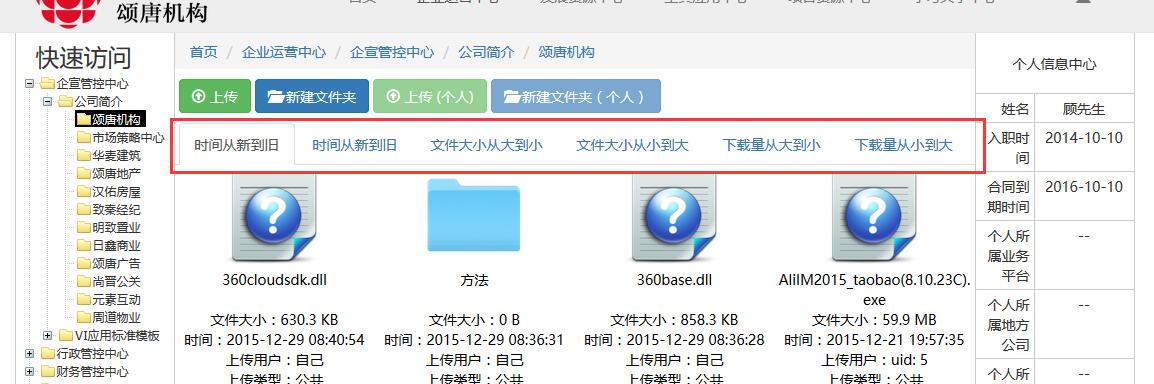 颂唐机构
快速访问
企宣管控中心
公司简介
颂唐机构
市场策略中心
华麦建筑
颂唐地产
汉佑房屋
致秦经纪
明致置业
日鑫商业
颂唐广告
尚晋公关
元素互动
周道物业
VI应用标准模板
行政管控中心
财务管控中心
首页 / 企业运营中心 / 企宣管控中心 / 公司简介 / 颂唐机构
上传 新建文件夹 上传 (个人) 新建文件夹 ( 个人 )
时间从新到旧 时间从新到旧 文件大小从大到小 文件大小从小到大 下载量从大到小 下载量从小到大
360cloudsdk.dll
文件大小：630.3 KB
时间：2015-12-29 08:40:54
上传用户：自己
上传类型：公共
方法
文件大小：0 B
时间：2015-12-29 08:36:31
上传用户：自己
上传类型：公共
360base.dll
文件大小：858.3 KB
时间：2015-12-29 08:36:28
上传用户：自己
上传类型：公共
AliIM2015_taobao(8.10.23C).
exe
文件大小：59.9 MB
时间：2015-12-21 19:57:35
上传用户：uid: 5
上传类型：公共
个人信息中心
姓名 顾先生
入职时
间 2014-10-10
合同到
期时间 2016-10-10
个人所
属业务
平台 --
个人所
属地方
公司 --
个人所 --